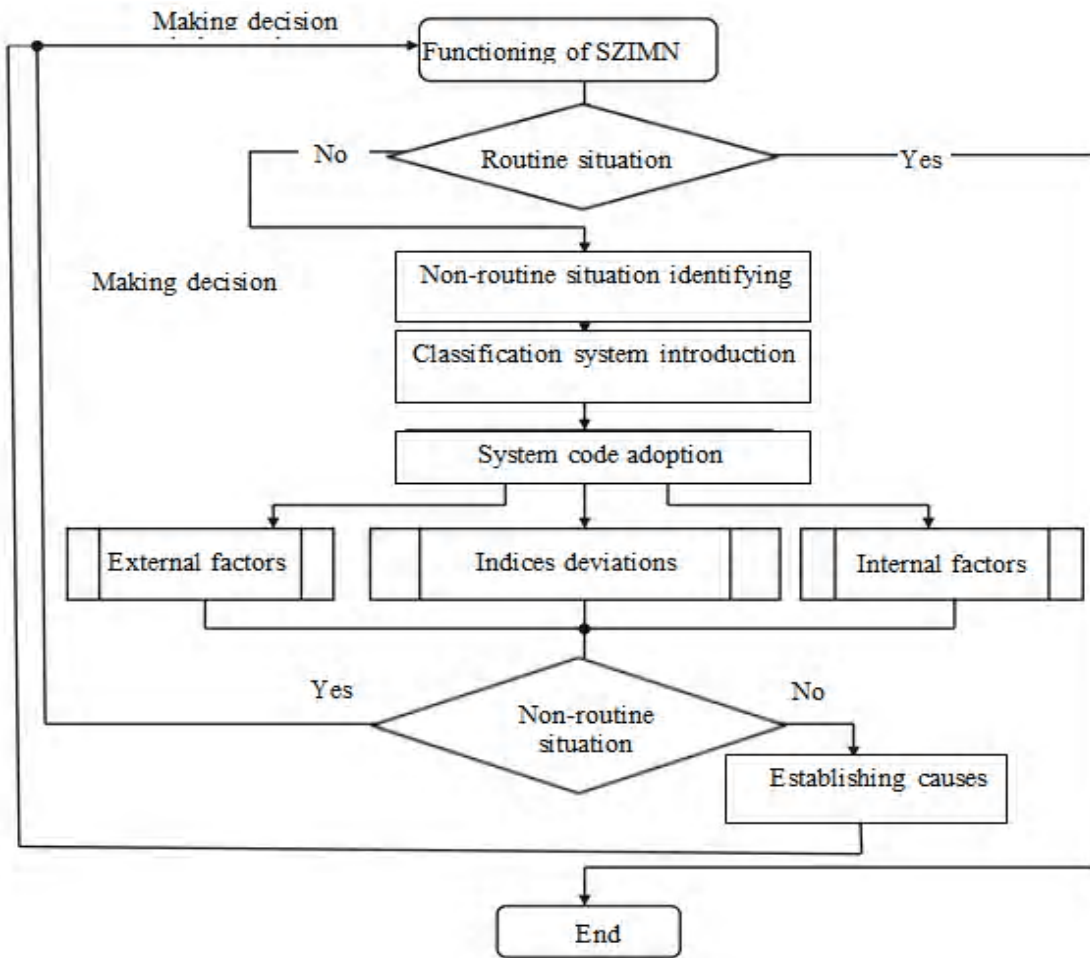 Making decision
Functioning of SZIMN
No
Routine situation
Yes
Non-routine situation identifying
Making decision
Classification system introduction
System code adoption
External factors
Indices deviations
Internal factors
Yes
No
Non-routine
situation
Establishing causes
End